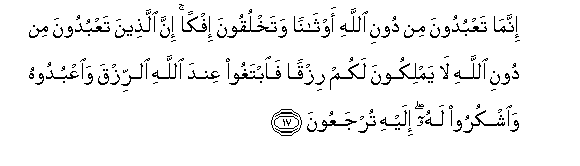 إِنَّمَا تَعْبُدُونَ مِن دُونِ ٱللَّهِ أَوْثَـٰنًا وَتَخْلُقُونَ إِفْكًا ۚ إِنَّ ٱلَّذِينَ تَعْبُدُونَ مِن
دُونِ ٱللَّهِ لَا يَمْلِكُونَ لَكُمْ رِزْقًا فَٱبْتَغُوا۟ عِندَ ٱللَّهِ ٱلرِّزْقَ وَٱعْبُدُوهُ
وَٱشْكُرُوا۟ لَهُۥٓ ۖ إِلَيْهِ تُرْجَعُونَ ﴿١٧﴾